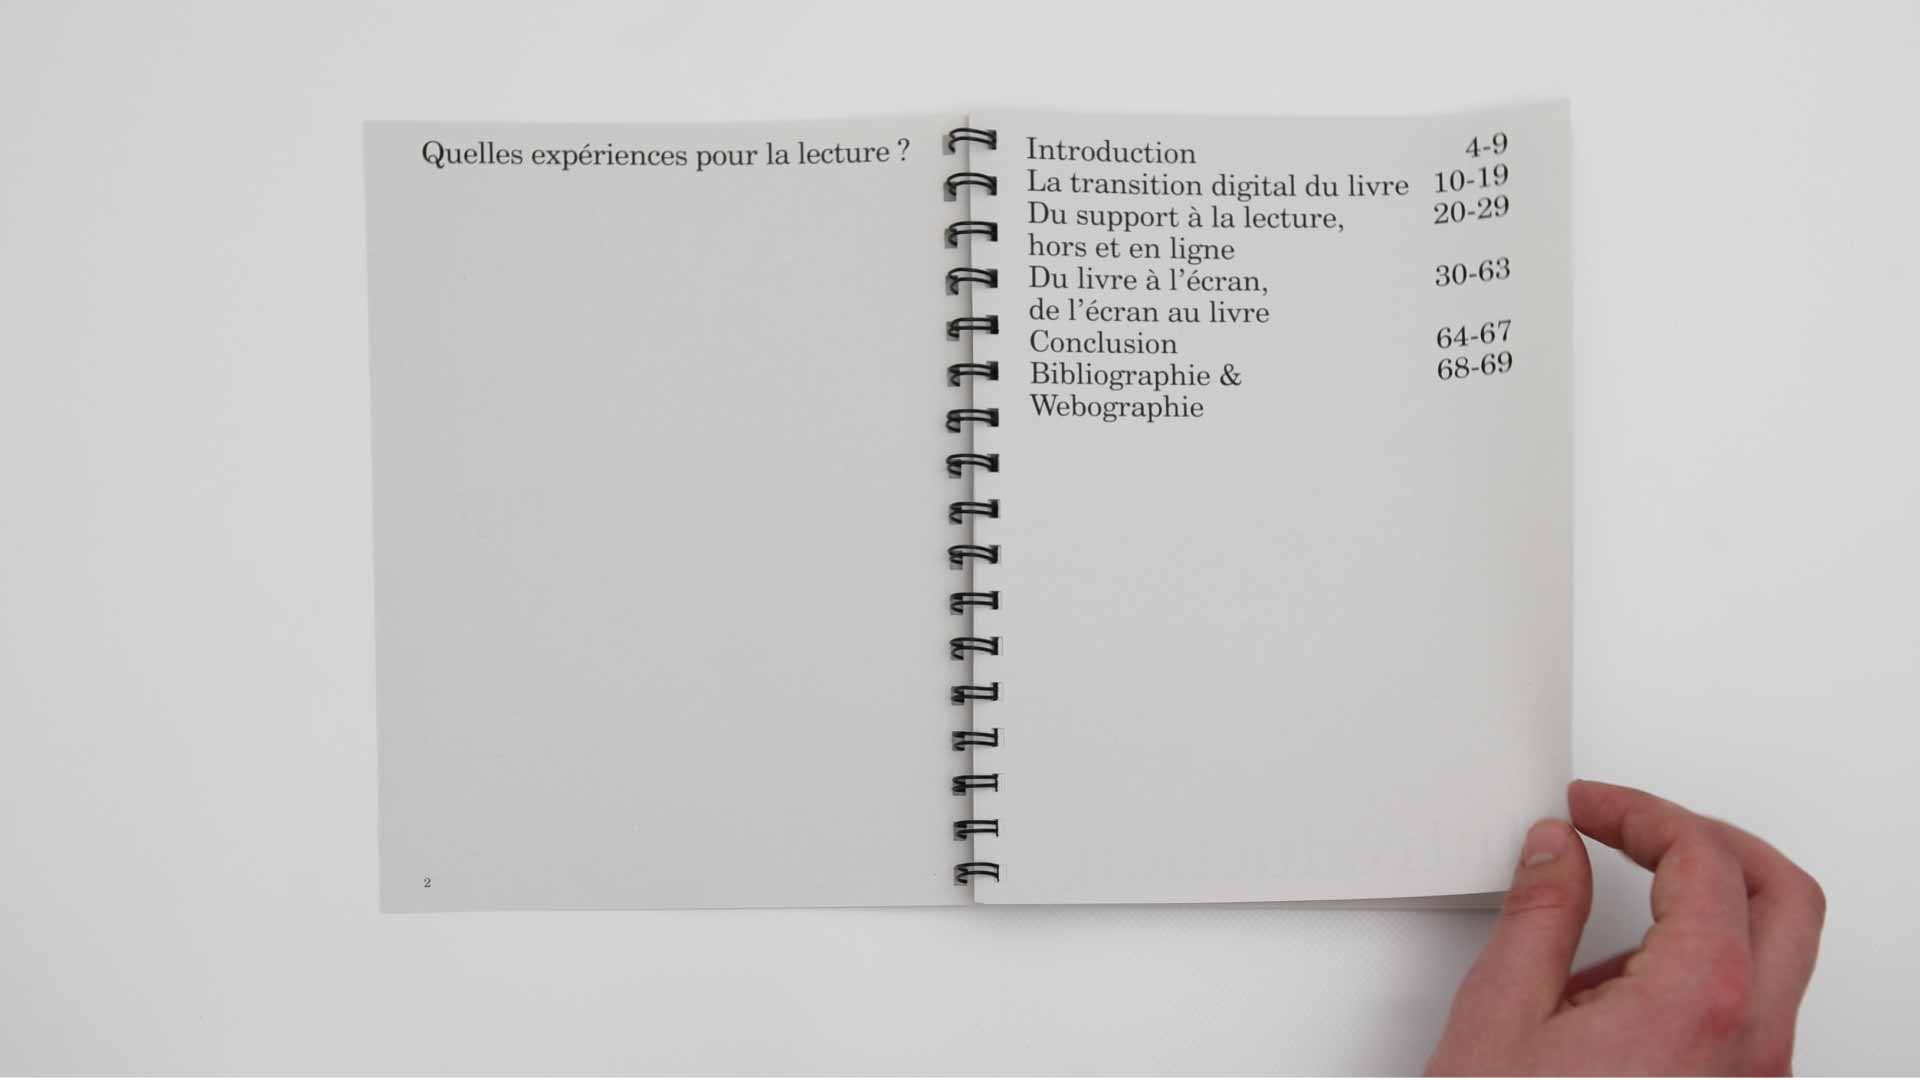 Quelles expériences pour la lecture ?
2
Introduction 4-9
La transition digital du livre 10-19
Du support à la lecture, 20-29
hors et en ligne
Du livre à l’écran, 30-63
de l’écran au livre
Conclusion 64-67
Bibliographie & 68-69
Webographie